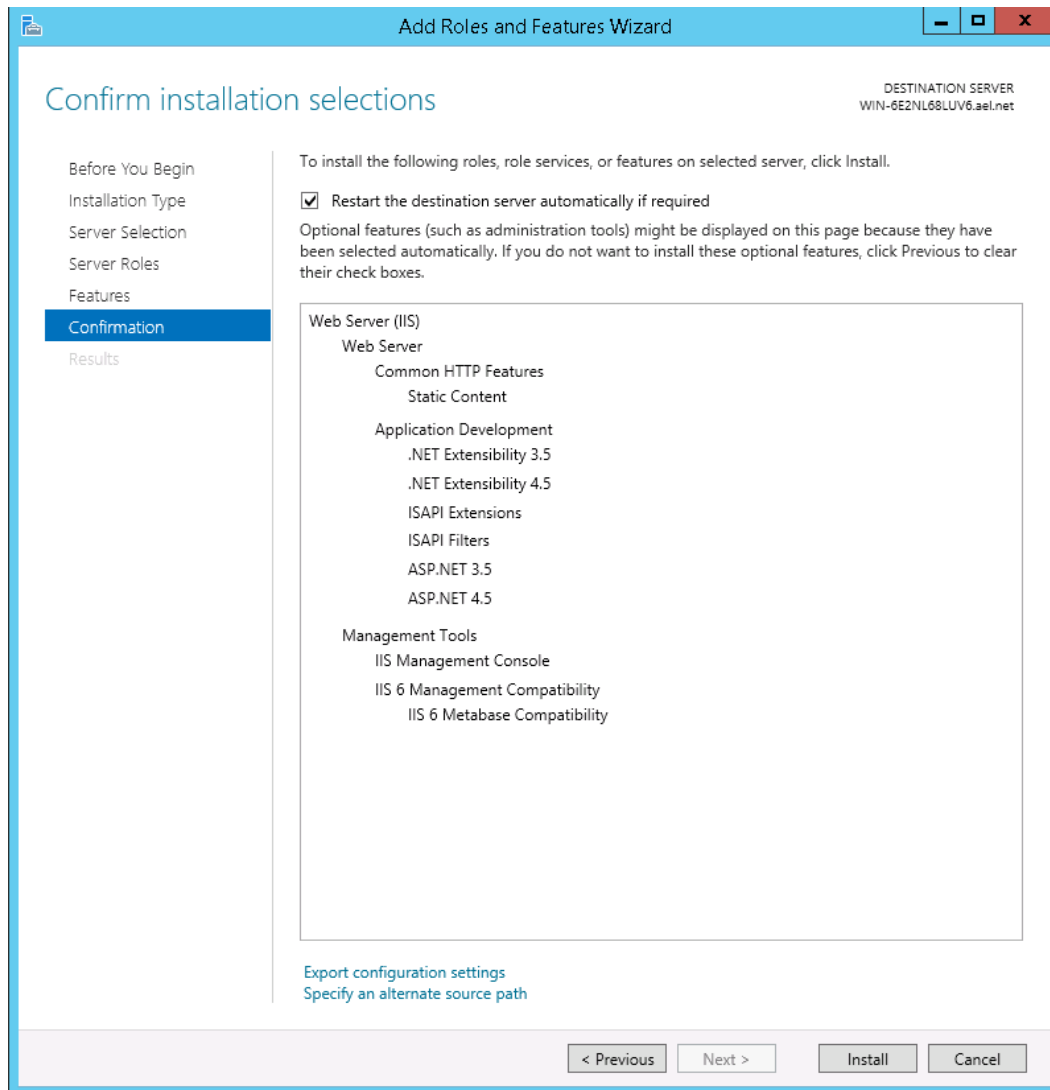 Add Roles and Features Wizard
Confirm installation selections
DESTINATION SERVER
WIN-6E2NL68LUV6.ael.net
Before You Begin
Installation Type
Server Selection
Server Roles
Features
Confirmation
Results
To install the following roles, role services, or features on selected server, click Install.
Restart the destination server automatically if required
Optional features (such as administration tools) might be displayed on this page because they have
been selected automatically. If you do not want to install these optional features, click Previous to clear
their check boxes.
Web Server (IIS)
Web Server
Common HTTP Features
Static Content
Application Development
.NET Extensibility 3.5
.NET Extensibility 4.5
ISAPI Extensions
ISAPI Filters
ASP.NET 3.5
ASP.NET 4.5
Management Tools
IIS Management Console
IIS 6 Management Compatibility
IIS 6 Metabase Compatibility
Export configuration settings
Specify an alternate source path
< Previous
Next >
Install
Cancel